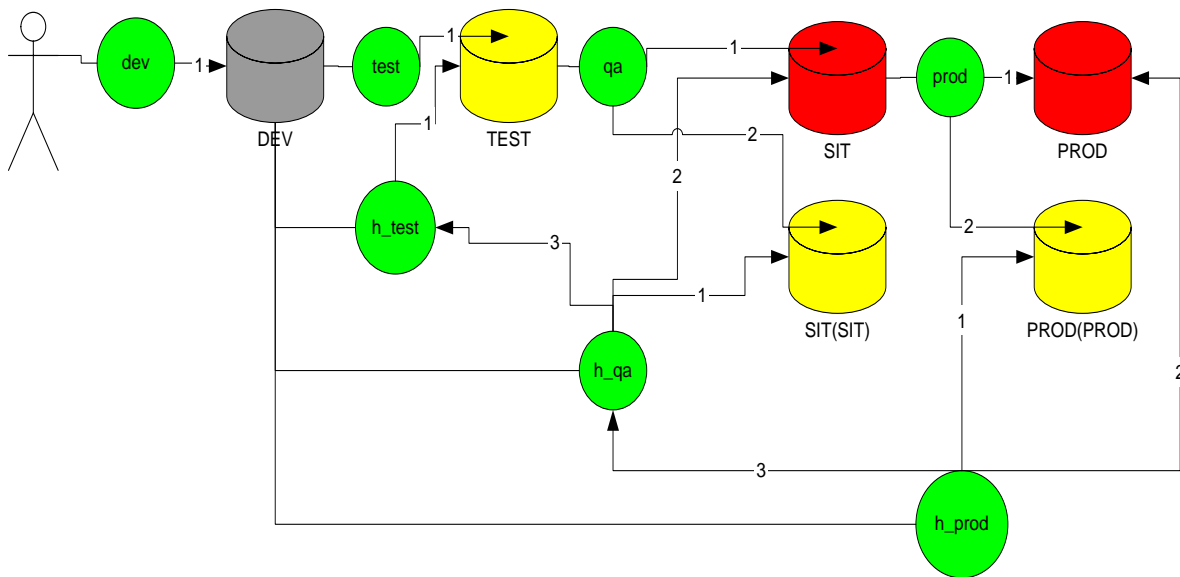 dev
1
DEV
test
1
TEST
qa
1
SIT
prod
1
PROD
1
2
2
h_test
3
1
SIT(SIT)
2
1
PROD(PROD)
h_qa
2
3
h_prod